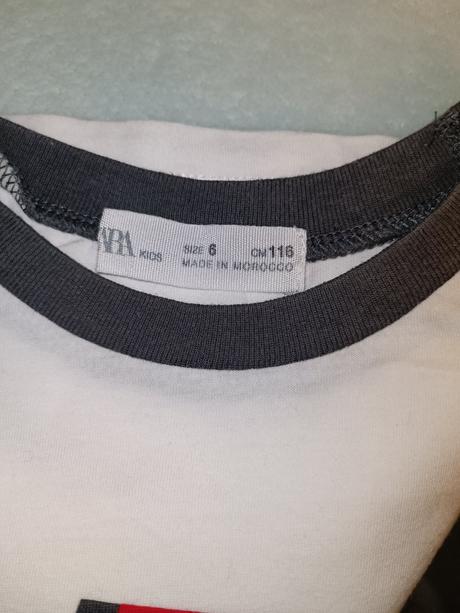 ARA KIDS SIZE 6 CM 116
MADE IN MOROCCO